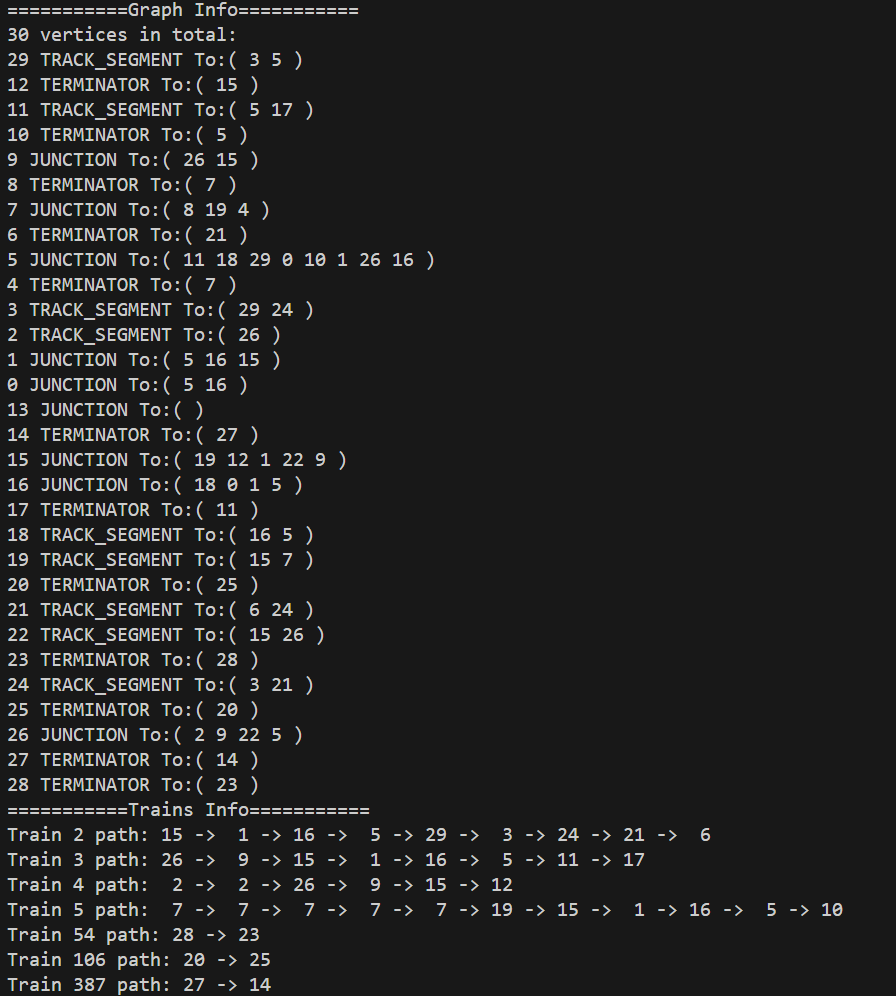 ===========Graph Info===========
30 vertices in total:
29 TRACK_SEGMENT To:( 3 5 )
12 TERMINATOR To:( 15 )
11 TRACK_SEGMENT To:( 5 17 )
10 TERMINATOR To:( 5 )
9 JUNCTION To:( 26 15 )
8 TERMINATOR To:( 7 )
7 JUNCTION To:( 8 19 4 )
6 TERMINATOR To:( 21 )
5 JUNCTION To:( 11 18 29 0 10 1 26 16 )
4 TERMINATOR To:( 7 )
3 TRACK_SEGMENT To:( 29 24 )
2 TRACK_SEGMENT To:( 26 )
1 JUNCTION To:( 5 16 15 )
0 JUNCTION To:( 5 16 )
13 JUNCTION To:( )
14 TERMINATOR To:( 27 )
15 JUNCTION To:( 19 12 1 22 9 )
16 JUNCTION To:( 18 0 1 5 )
17 TERMINATOR To:( 11 )
18 TRACK_SEGMENT To:( 16 5 )
19 TRACK_SEGMENT To:( 15 7 )
20 TERMINATOR To:( 25 )
21 TRACK_SEGMENT To:( 6 24 )
22 TRACK_SEGMENT To:( 15 26 )
23 TERMINATOR To:( 28 )
24 TRACK_SEGMENT To:( 3 21 )
25 TERMINATOR To:( 20 )
26 JUNCTION To:( 2 9 22 5 )
27 TERMINATOR To:( 14 )
28 TERMINATOR To:( 23 )
===========Trains Info===========
Train 2 path: 15 ->  1 -> 16 ->  5 -> 29 ->  3 -> 24 -> 21 ->  6
Train 3 path: 26 ->  9 -> 15 ->  1 -> 16 ->  5 -> 11 -> 17
Train 4 path:  2 ->  2 -> 26 ->  9 -> 15 -> 12
Train 5 path:  7 ->  7 ->  7 ->  7 ->  7 -> 19 -> 15 ->  1 -> 16 ->  5 -> 10
Train 54 path: 28 -> 23
Train 106 path: 20 -> 25
Train 387 path: 27 -> 14